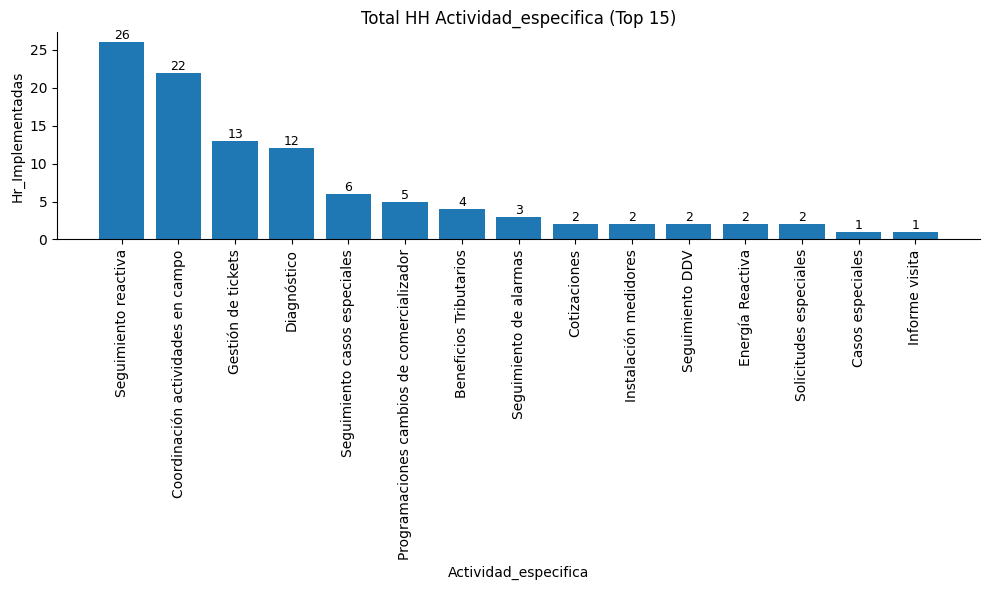 Total HH Actividad_especifica (Top 15)
Hr_Implementadas
25
20
15
10
5
0
26
22
13
12
6
5
4
3
2
2
2
2
2
1
1
Seguimiento reactiva
Coordinación actividades en campo
Gestión de tickets
Diagnóstico
Seguimiento casos especiales
Programaciones cambios de comercializador
Beneficios Tributarios
Seguimiento de alarmas
Cotizaciones
Instalación medidores
Seguimiento DDV
Energía Reactiva
Solicitudes especiales
Casos especiales
Informe visita
Actividad_especifica